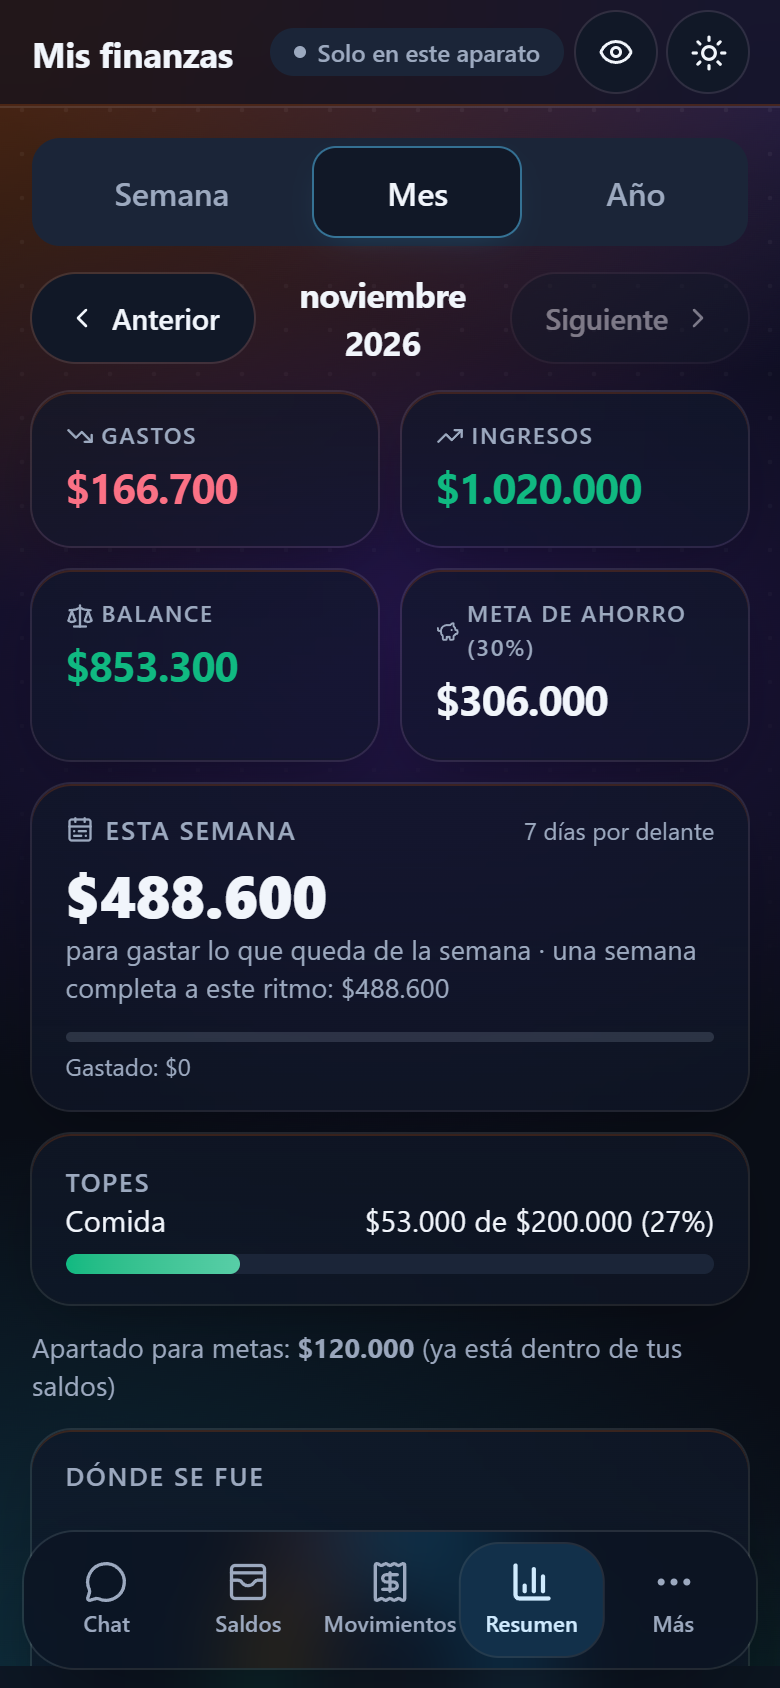 Mis finanzas
Solo en este aparato
Semana
Mes
Año
Anterior
noviembre
2026
Siguiente
GASTOS
$166.700
INGRESOS
$1.020.000
BALANCE
$853.300
META DE AHORRO
(30%)
$306.000
ESTA SEMANA
7 días por delante
$488.600
para gastar lo que queda de la semana · una semana
completa a este ritmo: $488.600
Gastado: $0
TOPES
Comida
$53.000 de $200.000 (27%)
Apartado para metas: $120.000 (ya está dentro de tus
saldos)
DÓNDE SE FUE
Chat
Saldos
Movimientos
Resumen
Más